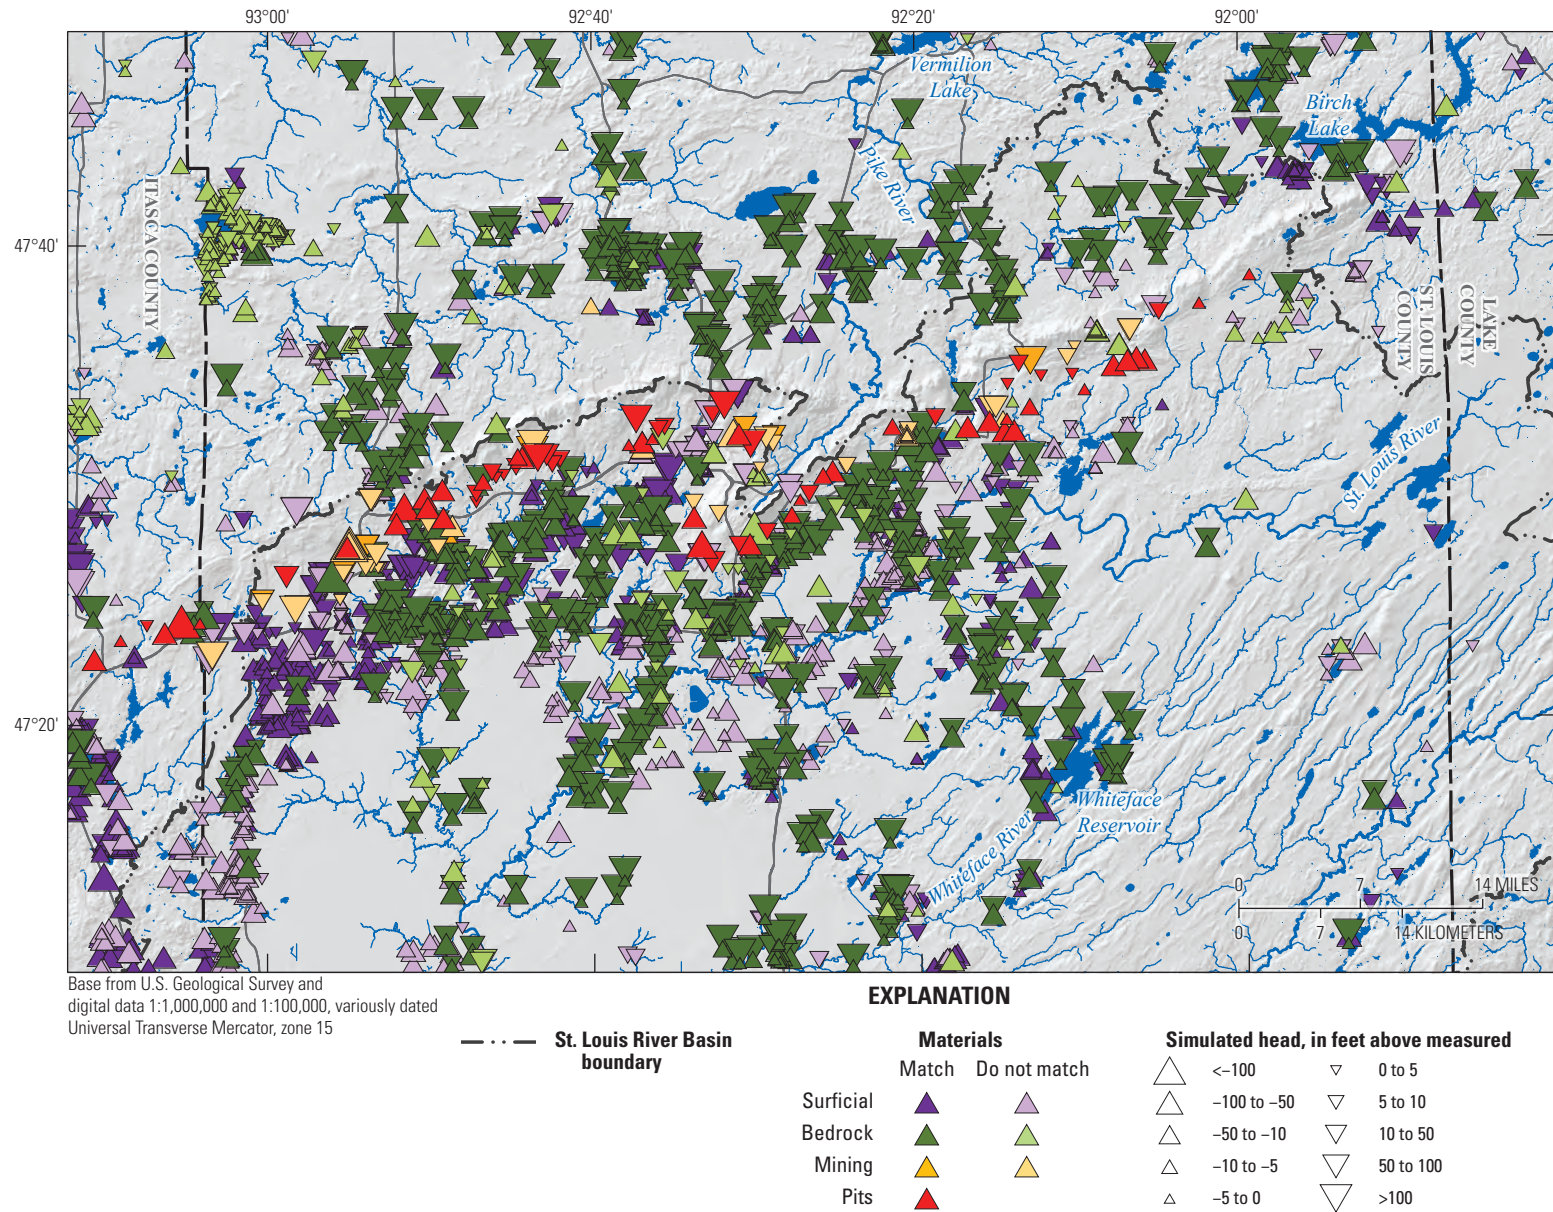 93°00'
92°40'
92°20'
92°00'
Vermilion
Lake
Birch
Lake
Pike River
ITASCA COUNTY
47°40'
ST. LOUIS
COUNTY
LAKE
COUNTY
St. Louis River
47°20'
Whiteface
Reservoir
Whiteface River
0 7 14 MILES
0 7 14 KILOMETERS
Base from U.S. Geological Survey and
digital data 1:1,000,000 and 1:100,000, variously dated
Universal Transverse Mercator, zone 15
EXPLANATION
St. Louis River Basin
boundary
Materials
Match Do not match
Surficial
Bedrock
Mining
Pits
Simulated head, in feet above measured
<–100 0 to 5
–100 to –50 5 to 10
–50 to –10 10 to 50
–10 to –5 50 to 100
–5 to 0 >100